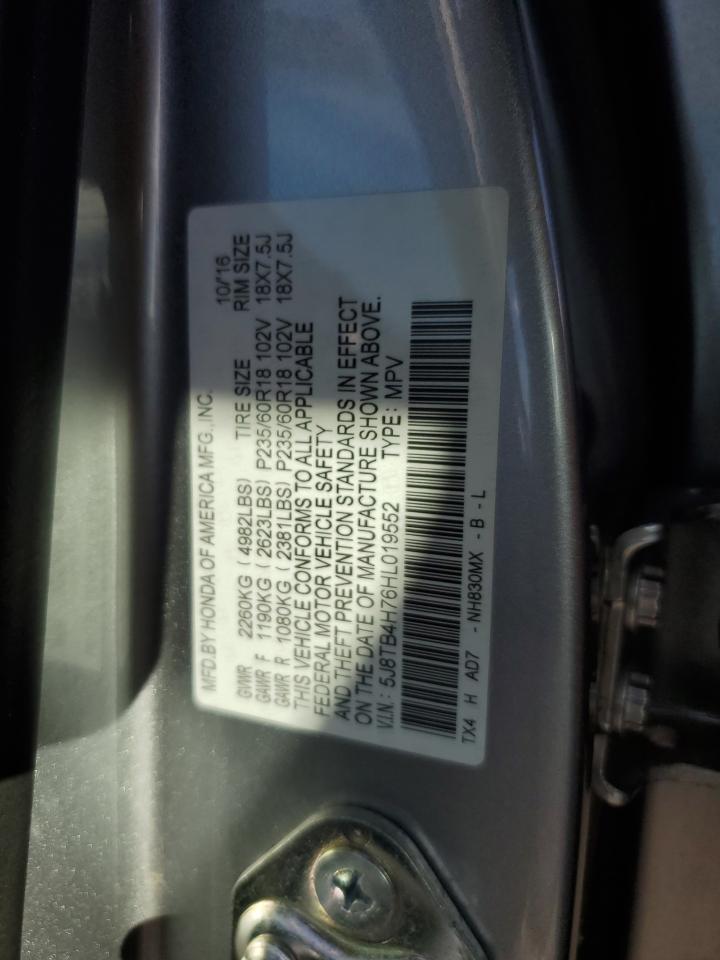 MFD.BY HONDA OF AMERICA MFG.,INC. 10/'16
TIRE SIZE RIM SIZE
GVWR 2260KG ( 4982LBS)
GAWR F 1190KG ( 2623LBS) P235/60R18 102V 18X7.5J
GAWR R 1080KG ( 2381LBS) P235/60R18 102V 18X7.5J
THIS VEHICLE CONFORMS TO ALL APPLICABLE
FEDERAL MOTOR VEHICLE SAFETY
AND THEFT PREVENTION STANDARDS IN EFFECT
ON THE DATE OF MANUFACTURE SHOWN ABOVE.
V.I.N.: 5J8TB4H76HL019552 TYPE: MPV
TX4 H AD7 - NH830MX - B - L